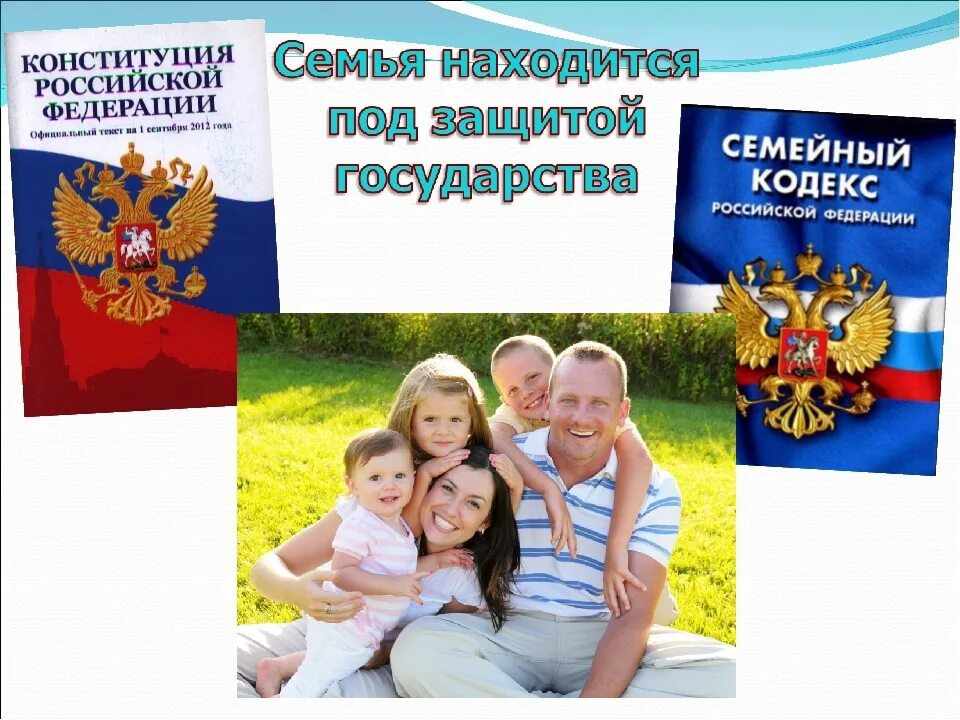 КОНСТИТУЦИЯ
РОССИЙСКОЙ
ФЕДЕРАЦИИ
Официальный текст на 1 сентября 2012 года
Семья находится
под защитой
государства
СЕМЕЙНЫЙ
КОДЕКС
РОССИЙСКОЙ ФЕДЕРАЦИИ